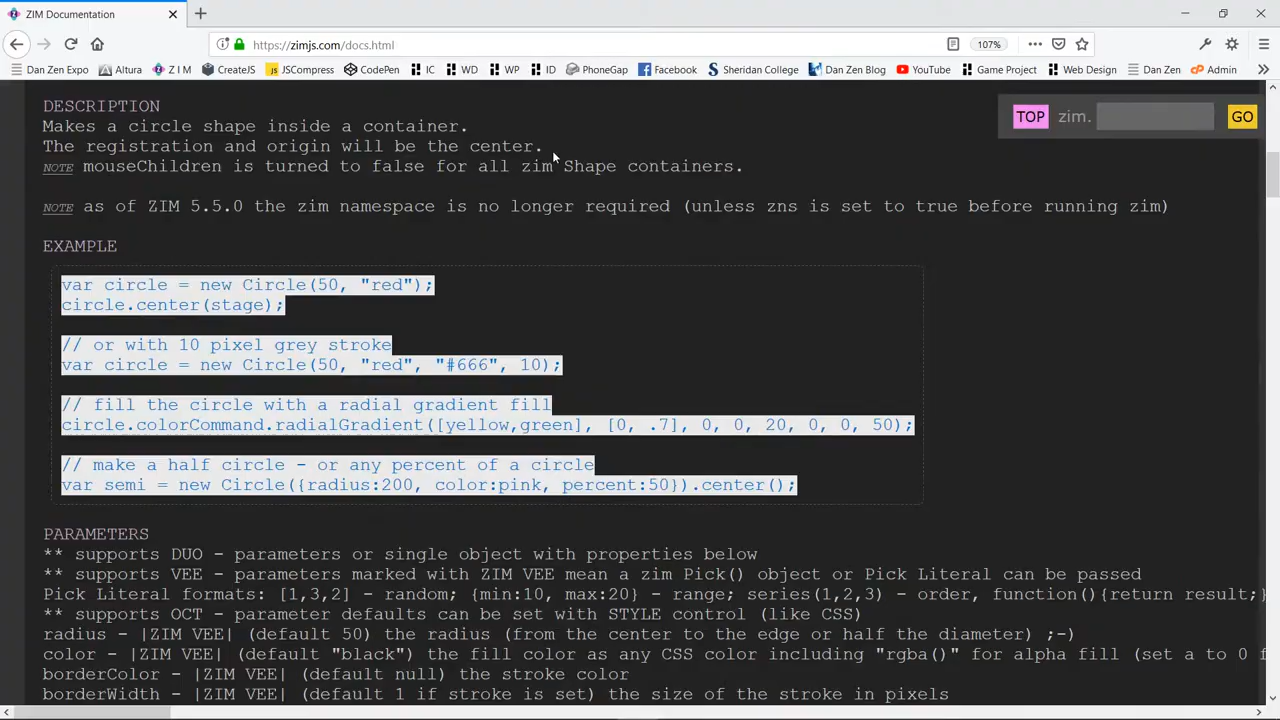 ZIM Documentation
https://zimjs.com/docs.html
107%
Dan Zen Expo
Altura
Z I M
CreateJS
JSCompress
CodePen
IC
WD
WP
ID
PhoneGap
Facebook
Sheridan College
Dan Zen Blog
YouTube
Game Project
Web Design
Dan Zen
Admin
TOP
zim.
GO
DESCRIPTION
Makes a circle shape inside a container.
The registration and origin will be the center.
NOTE mouseChildren is turned to false for all zim Shape containers.
NOTE as of ZIM 5.5.0 the zim namespace is no longer required (unless zns is set to true before running zim)
EXAMPLE
var circle = new Circle(50, "red");
circle.center(stage);
// or with 10 pixel grey stroke
var circle = new Circle(50, "red", "#666", 10);
// fill the circle with a radial gradient fill
circle.colorCommand.radialGradient([yellow,green], [0, .7], 0, 0, 20, 0, 0, 50);
// make a half circle - or any percent of a circle
var semi = new Circle({radius:200, color:pink, percent:50}).center();
PARAMETERS
** supports DUO - parameters or single object with properties below
** supports VEE - parameters marked with ZIM VEE mean a zim Pick() object or Pick Literal can be passed
Pick Literal formats: [1,3,2] - random; {min:10, max:20} - range; series(1,2,3) - order, function(){return result;}
** supports OCT - parameter defaults can be set with STYLE control (like CSS)
radius - |ZIM VEE| (default 50) the radius (from the center to the edge or half the diameter) ;-)
color - |ZIM VEE| (default "black") the fill color as any CSS color including "rgba()" for alpha fill (set a to 0 f
borderColor - |ZIM VEE| (default null) the stroke color
borderWidth - |ZIM VEE| (default 1 if stroke is set) the size of the stroke in pixels